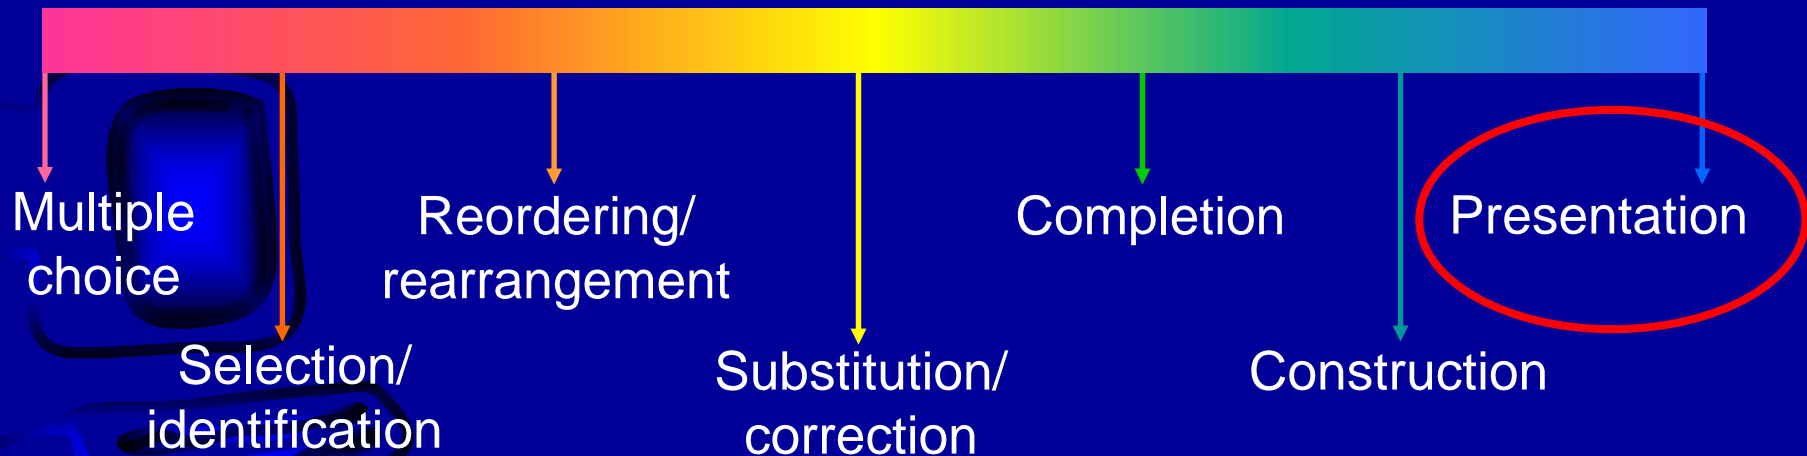 Multiple
choice
Selection/
identification
Reordering/
rearrangement
Substitution/
correction
Completion
Construction
Presentation